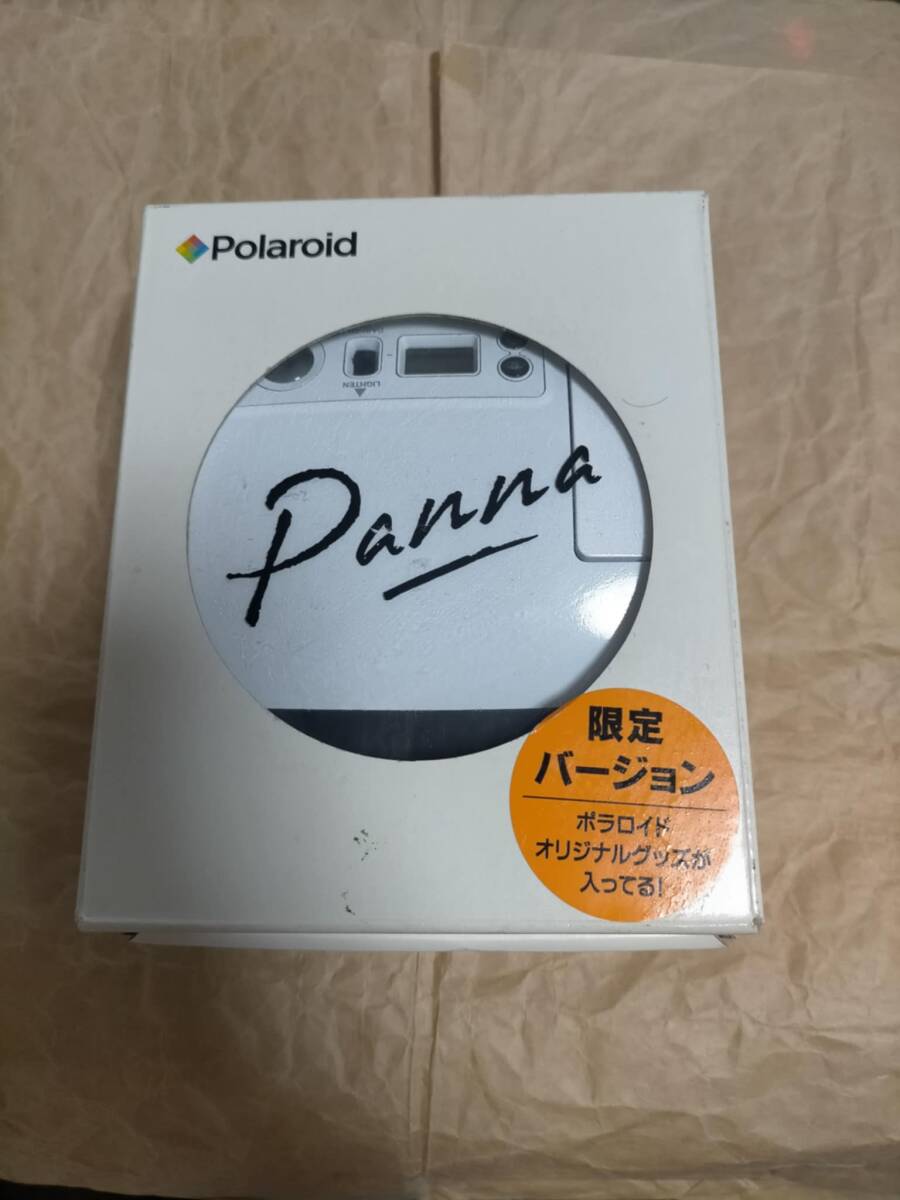 Polaroid
LIGHTEN
Panna
限定
バージョン
ポラロイド
オリジナルグッズが
入ってる!